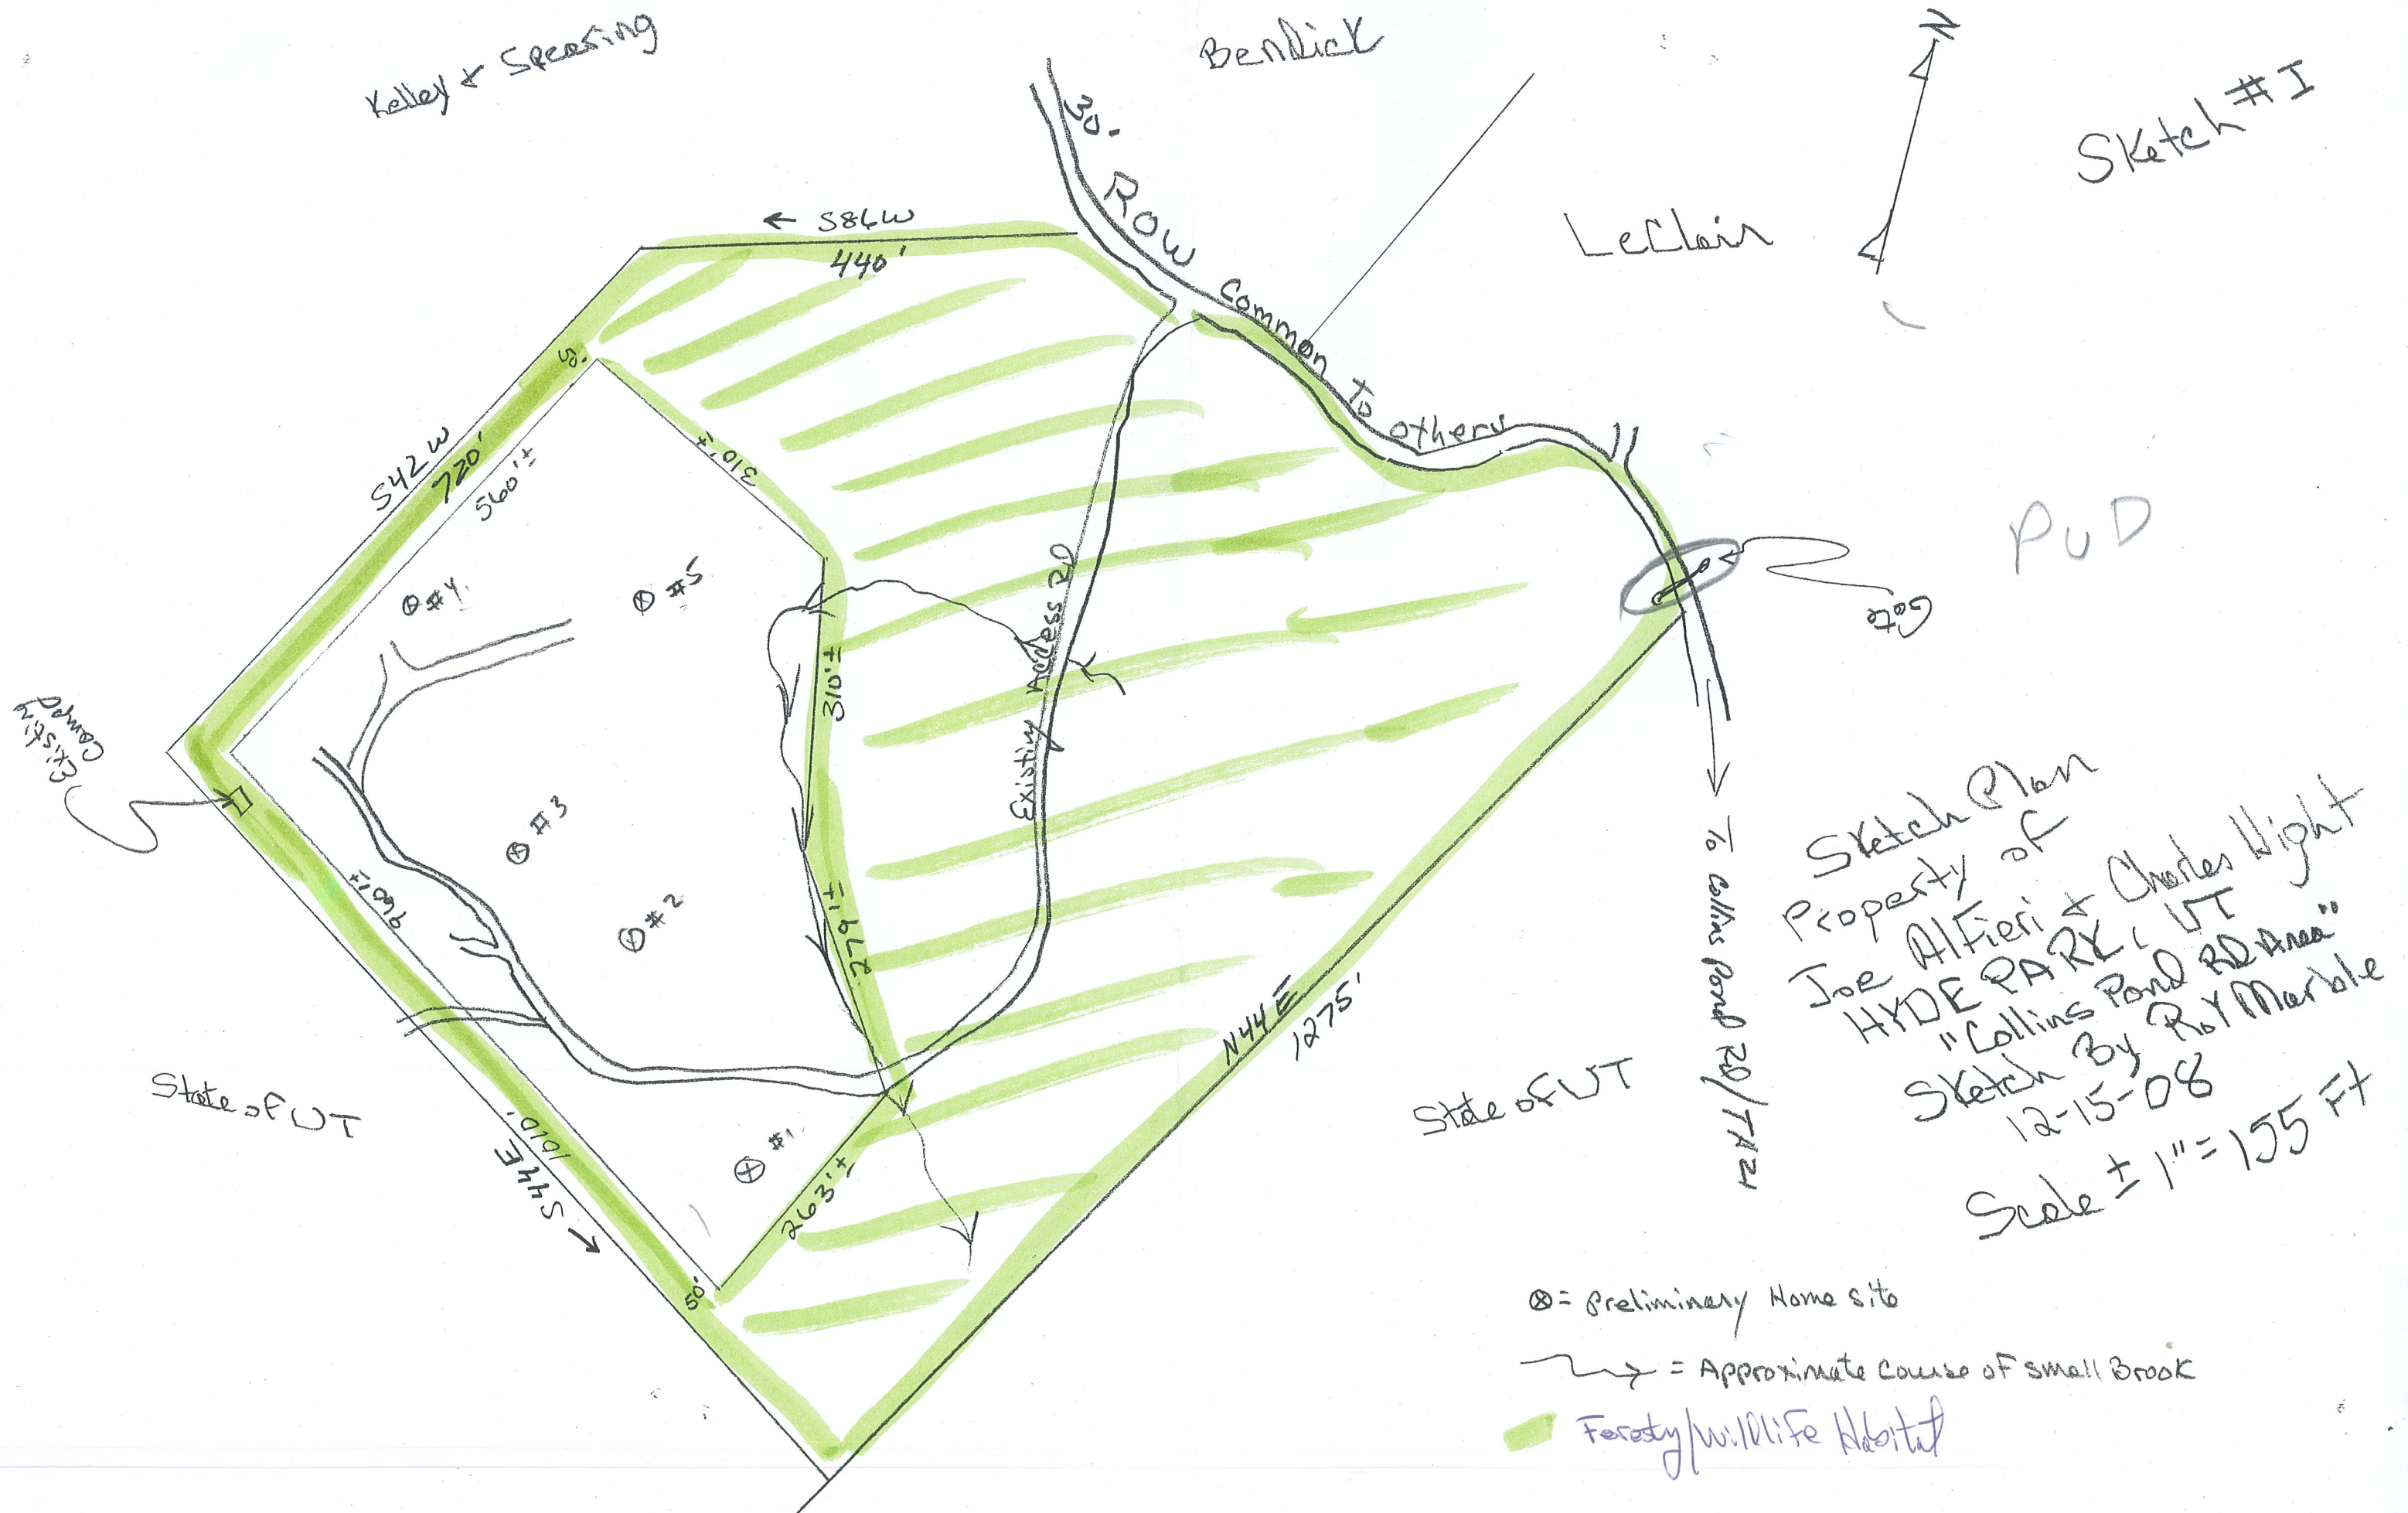 Kelley & Spearing
Bendick
N
Sketch #I
30'
ROW Common To others
LeClair
← S86W
440'
50'
S42W
720'
560'±
310'±
PUD
Gate
#4
#5
Existing Access Rd
310'±
Existing
Camp
#3
#2
960'±
279'±
N44E
1275'
To Collins Pond RD/TH21
Sketch Plan
Property of
Joe AlFieri & Charles Wight
HYDE PARK, VT
"Collins Pond RD Area"
Sketch By Roy Marble
12-15-08
Scale ± 1" = 155 Ft
State of VT
State of VT
1010'
S44E →
#1
263'±
50'
⊗ = Preliminary Home site
= Approximate Course of small Brook
Foresty/Wildlife Habitat